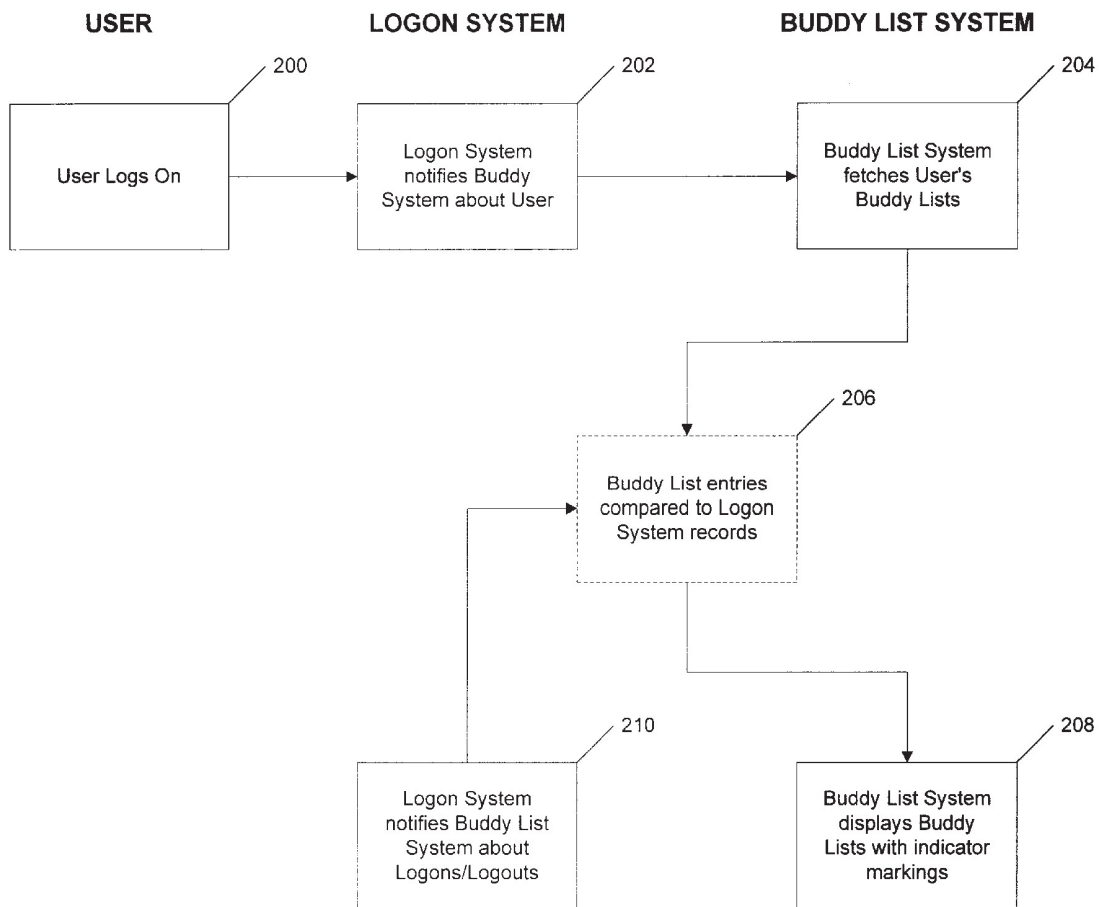 USER
LOGON SYSTEM
BUDDY LIST SYSTEM
200
202
204
User Logs On
Logon System
notifies Buddy
System about User
Buddy List System
fetches User's
Buddy Lists
206
Buddy List entries
compared to Logon
System records
210
208
Logon System
notifies Buddy List
System about
Logons/Logouts
Buddy List System
displays Buddy
Lists with indicator
markings